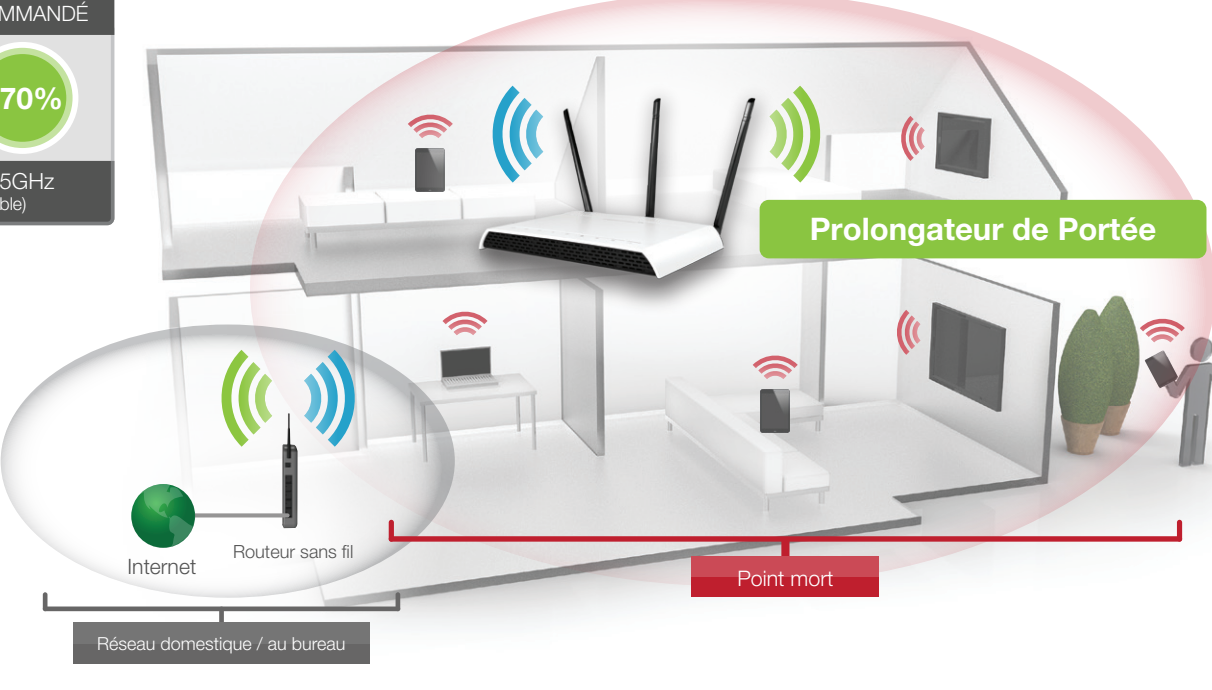 MMANDÉ
70%
5GHz
ble)
Prolongateur de Portée
Internet
Routeur sans fil
Point mort
Réseau domestique / au bureau